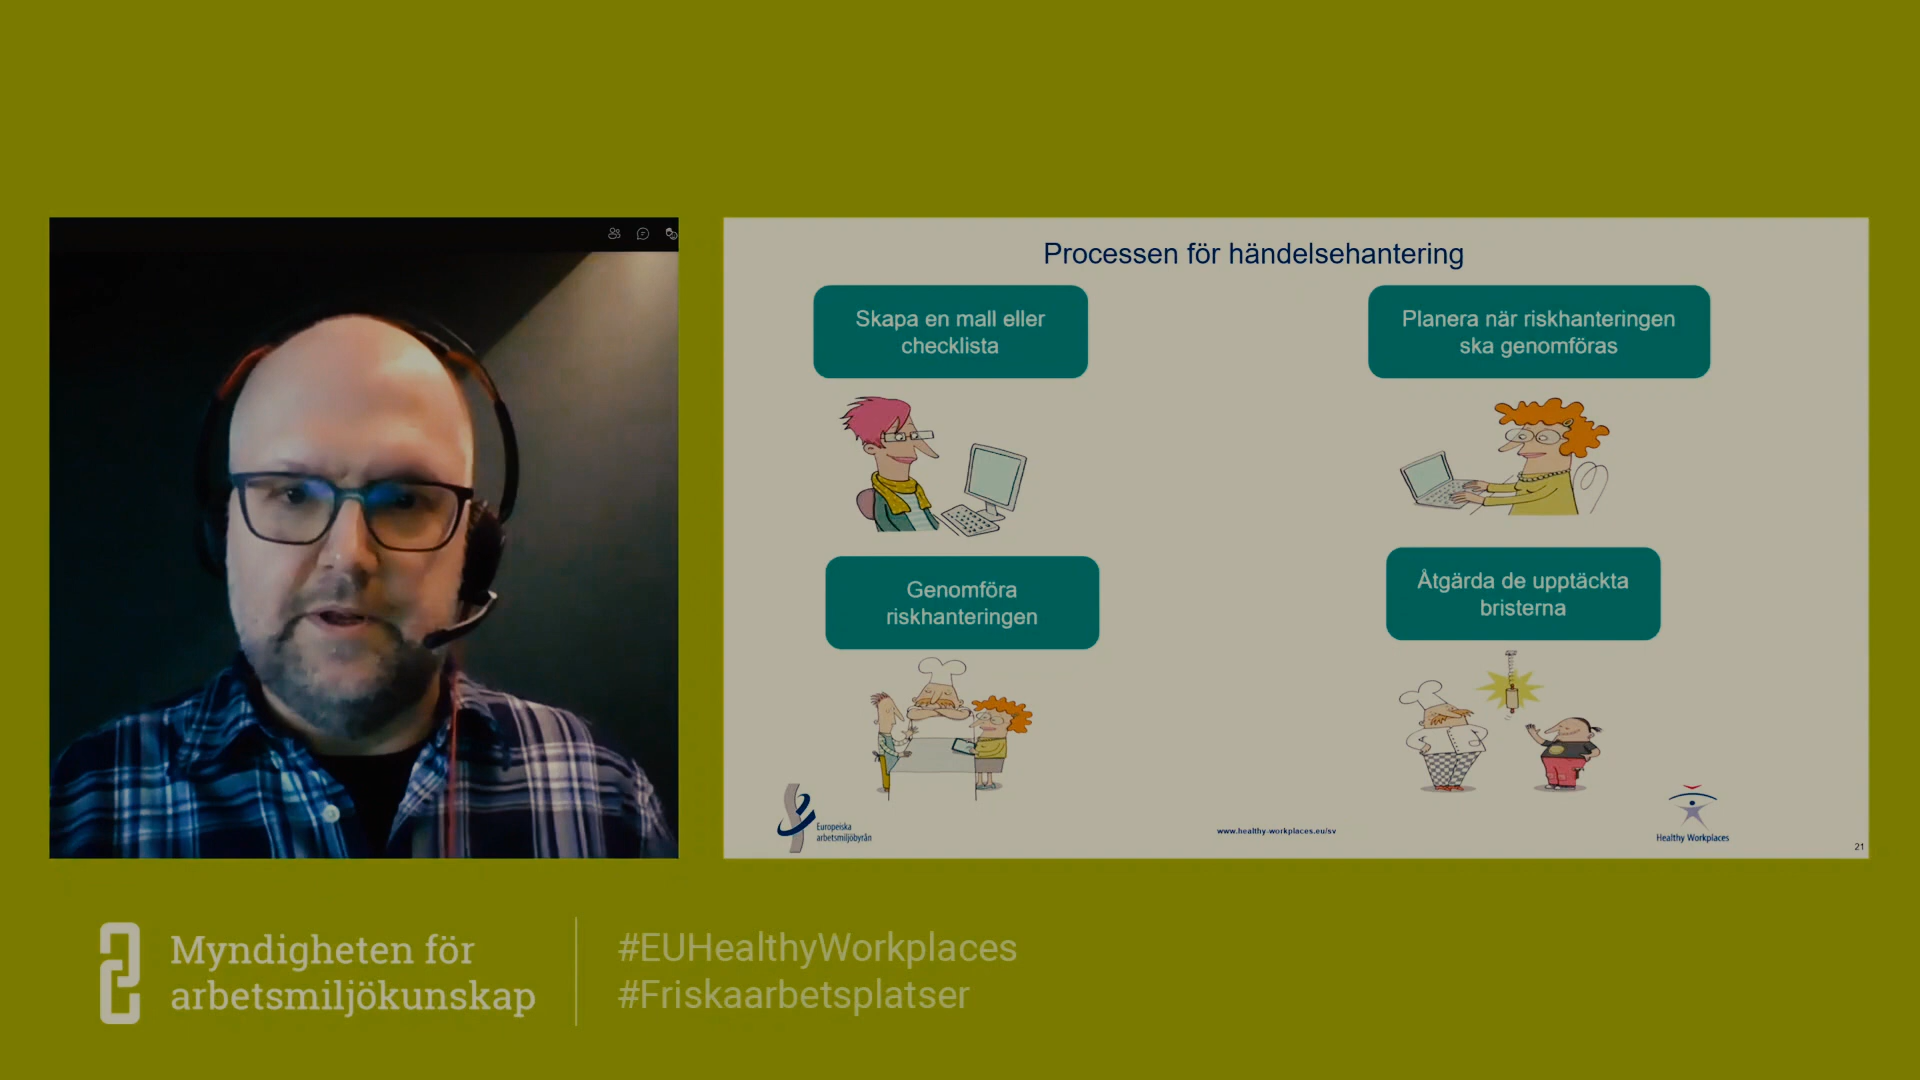 Processen för händelsehantering
Skapa en mall eller
checklista
Planera när riskhanteringen
ska genomföras
Genomföra
riskhanteringen
Åtgärda de upptäckta
bristerna
Europeiska
arbetsmiljöbyrån
www.healthy-workplaces.eu/sv
Healthy Workplaces
21
Myndigheten för
arbetsmiljökunskap
#EUHealthyWorkplaces
#Friskaarbetsplatser